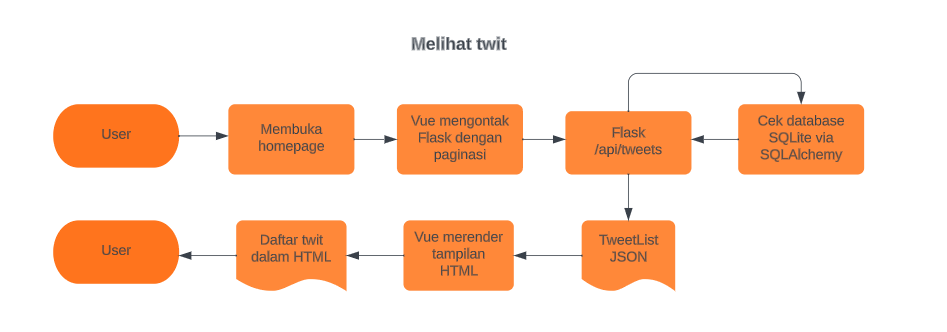 Melihat twit
User
Membuka
homepage
Vue mengontak
Flask dengan
paginasi
Flask
/api/tweets
Cek database
SQLite via
SQLAlchemy
User
Daftar twit
dalam HTML
Vue merender
tampilan
HTML
TweetList
JSON